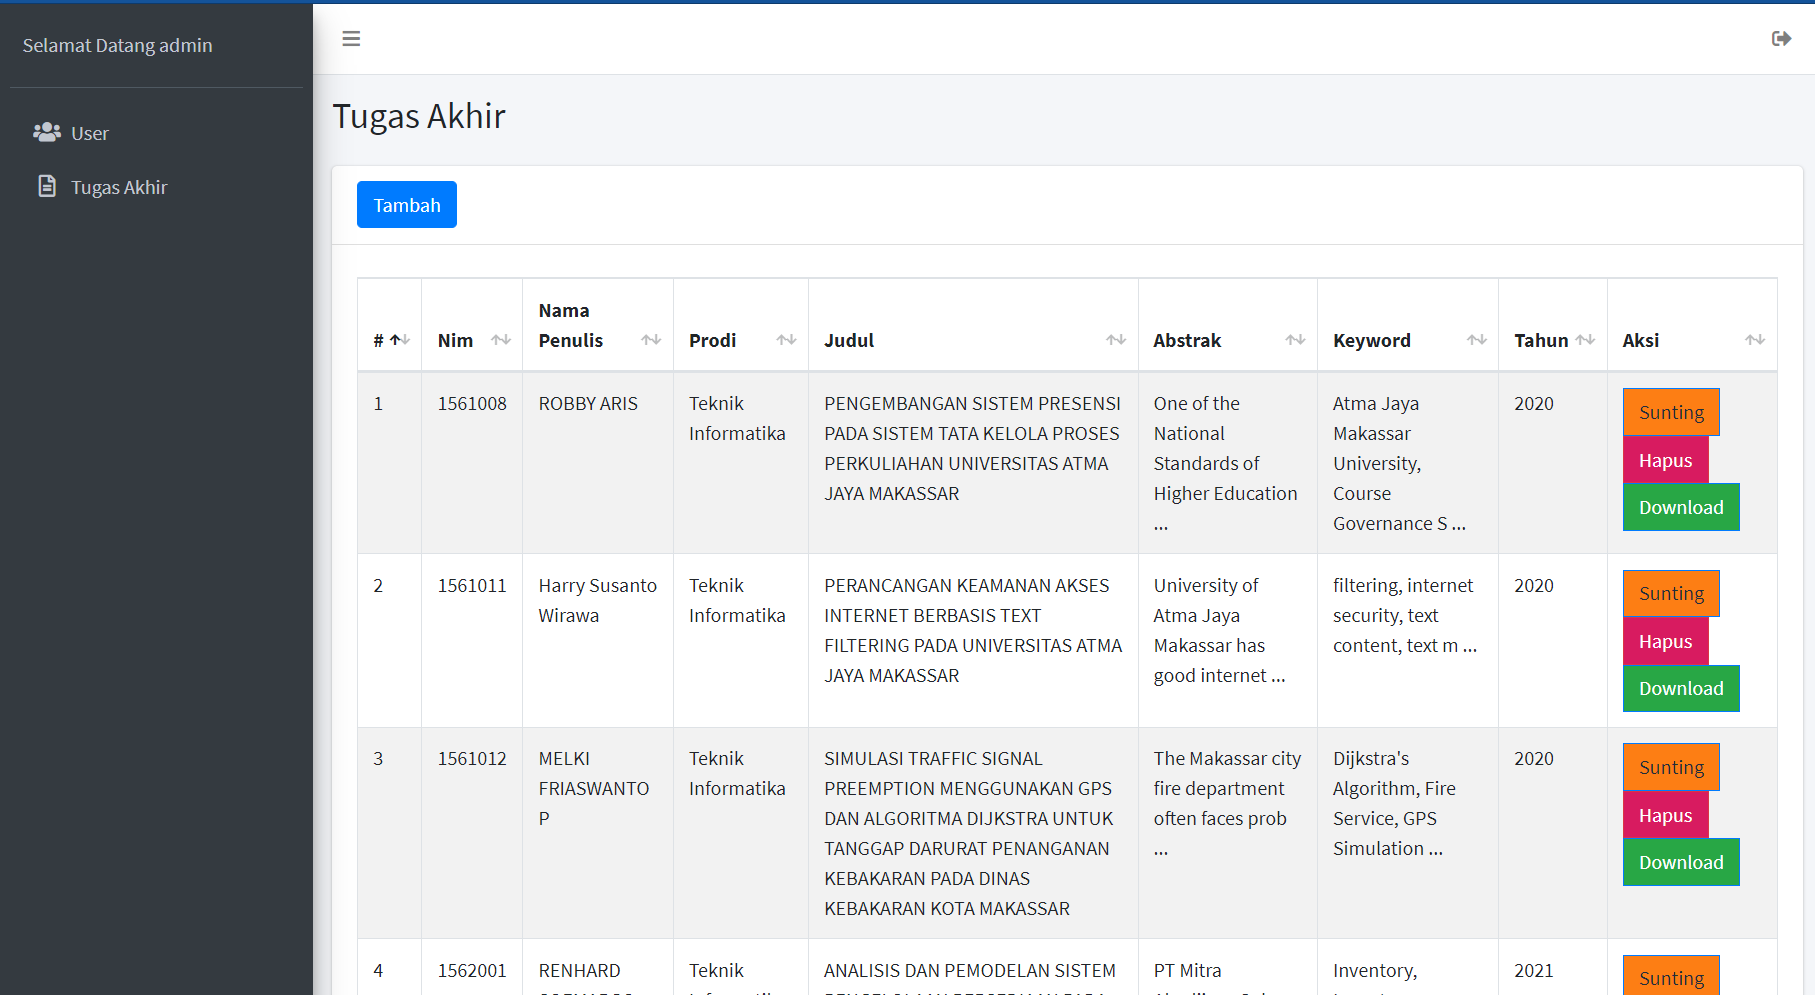 Selamat Datang admin
User
Tugas Akhir
Tugas Akhir
Tambah
# Nim Nama Penulis Prodi Judul Abstrak Keyword Tahun Aksi
1 1561008 ROBBY ARIS Teknik Informatika
PENGEMBANGAN SISTEM PRESENSI
PADA SISTEM TATA KELOLA PROSES
PERKULIAHAN UNIVERSITAS ATMA
JAYA MAKASSAR
One of the
National
Standards of
Higher Education
...
Atma Jaya
Makassar
University,
Course
Governance S ...
2020
Sunting
Hapus
Download
2 1561011 Harry Susanto Wirawa Teknik Informatika
PERANCANGAN KEAMANAN AKSES
INTERNET BERBASIS TEXT
FILTERING PADA UNIVERSITAS ATMA
JAYA MAKASSAR
University of
Atma Jaya
Makassar has
good internet ...
filtering, internet
security, text
content, text m ...
2020
Sunting
Hapus
Download
3 1561012 MELKI FRIASWANTO P Teknik Informatika
SIMULASI TRAFFIC SIGNAL
PREEMPTION MENGGUNAKAN GPS
DAN ALGORITMA DIJKSTRA UNTUK
TANGGAP DARURAT PENANGANAN
KEBAKARAN PADA DINAS
KEBAKARAN KOTA MAKASSAR
The Makassar city
fire department
often faces prob
...
Dijkstra's
Algorithm, Fire
Service, GPS
Simulation ...
2020
Sunting
Hapus
Download
4 1562001 RENHARD Teknik
ANALISIS DAN PEMODELAN SISTEM
PT Mitra
Inventory,
2021
Sunting